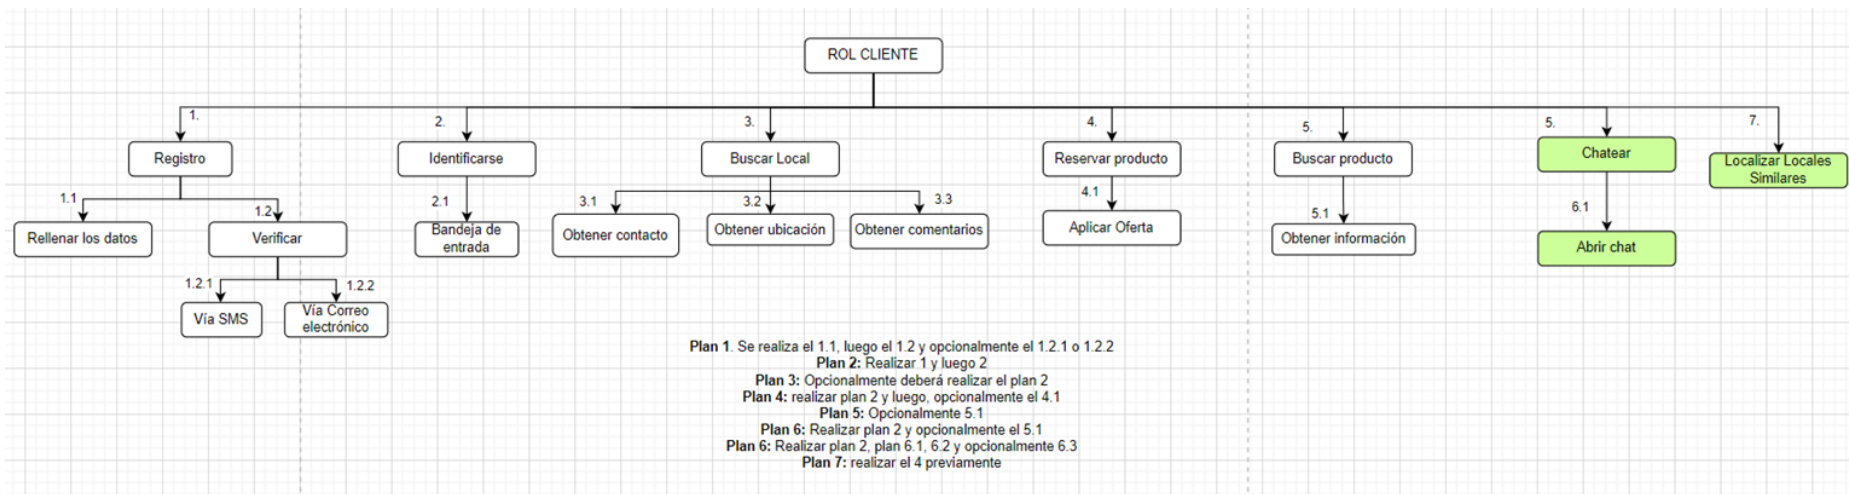 ROL CLIENTE
1.
2.
3.
4.
5.
5.
7.
Registro
Identificarse
Buscar Local
Reservar producto
Buscar producto
Chatear
Localizar Locales
Similares
1.1
1.2
2.1
3.1
3.2
3.3
4.1
5.1
6.1
Rellenar los datos
Verificar
Bandeja de
entrada
Obtener contacto
Obtener ubicación
Obtener comentarios
Aplicar Oferta
Obtener información
Abrir chat
1.2.1
1.2.2
Vía SMS
Vía Correo
electrónico
Plan 1. Se realiza el 1.1, luego el 1.2 y opcionalmente el 1.2.1 o 1.2.2
Plan 2: Realizar 1 y luego 2
Plan 3: Opcionalmente deberá realizar el plan 2
Plan 4: realizar plan 2 y luego, opcionalmente el 4.1
Plan 5: Opcionalmente 5.1
Plan 6: Realizar plan 2 y opcionalmente el 5.1
Plan 6: Realizar plan 2, plan 6.1, 6.2 y opcionalmente 6.3
Plan 7: realizar el 4 previamente